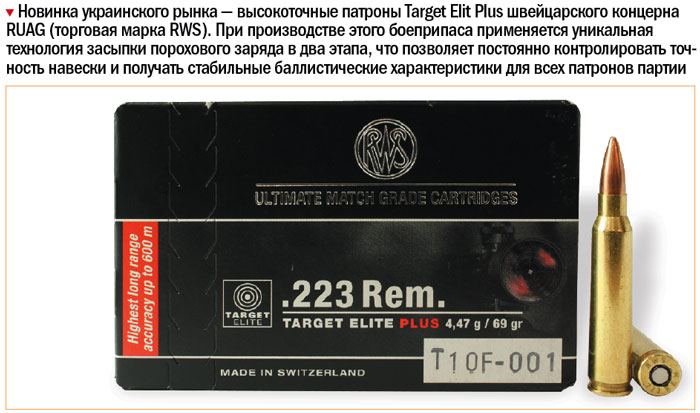 Новинка украинского рынка — высокоточные патроны Target Elit Plus швейцарского концерна
RUAG (торговая марка RWS). При производстве этого боеприпаса применяется уникальная
технология засыпки порохового заряда в два этапа, что позволяет постоянно контролировать точ-
ность навески и получать стабильные баллистические характеристики для всех патронов партии
RWS
ULTIMATE MATCH GRADE CARTRIDGES
Highest long range
accuracy up to 600 m
TARGET
ELITE
.223 Rem.
TARGET ELITE PLUS 4,47 g / 69 gr
T10F-001
MADE IN SWITZERLAND